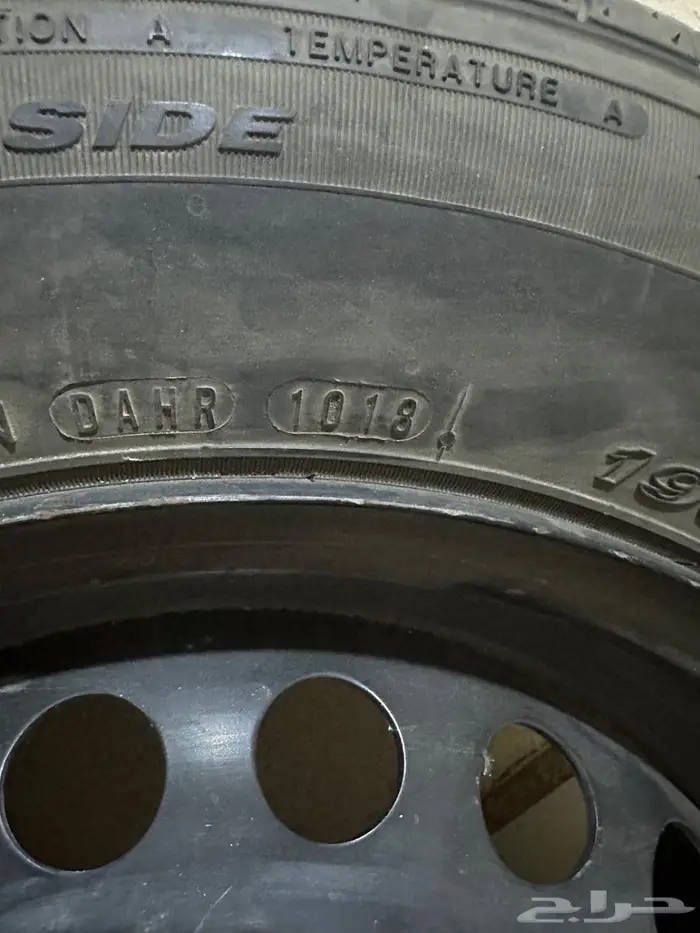 TION A TEMPERATURE A
SIDE
DAHR 1018
19
حراج